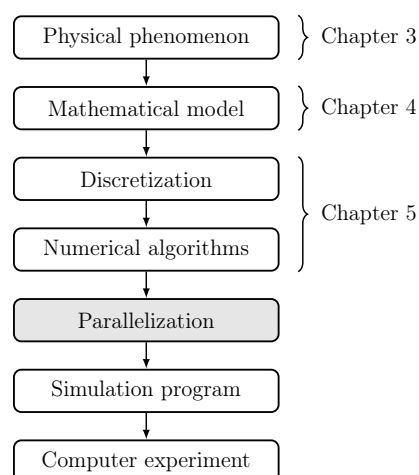 Physical phenomenon
Chapter 3
Mathematical model
Chapter 4
Discretization
Chapter 5
Numerical algorithms
Parallelization
Simulation program
Computer experiment